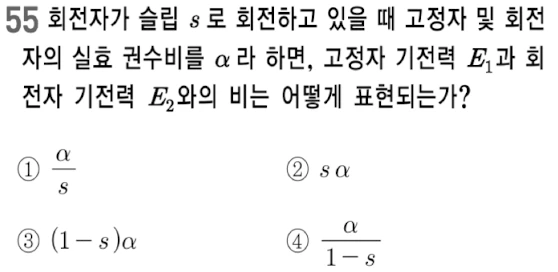 55 회전자가 슬립 s로 회전하고 있을 때 고정자 및 회전
자의 실효 권수비를 α라 하면, 고정자 기전력 E₁과 회
전자 기전력 E₂와의 비는 어떻게 표현되는가?
① α/s ② sα
③ (1-s)α ④ α/(1-s)